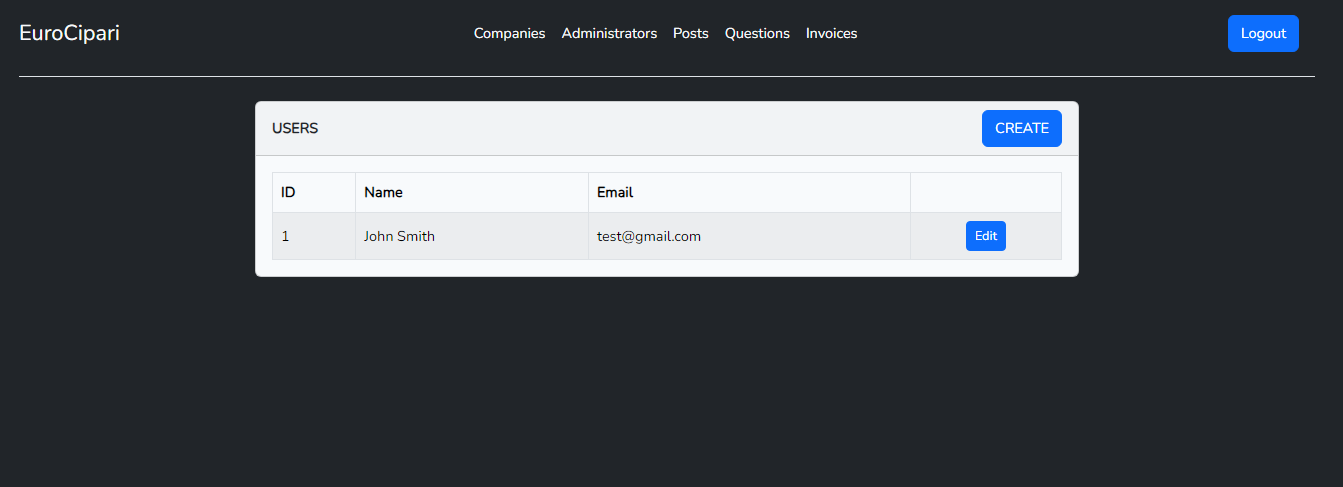 EuroCipari
Companies Administrators Posts Questions Invoices
Logout
USERS
CREATE
ID Name Email
1 John Smith test@gmail.com Edit